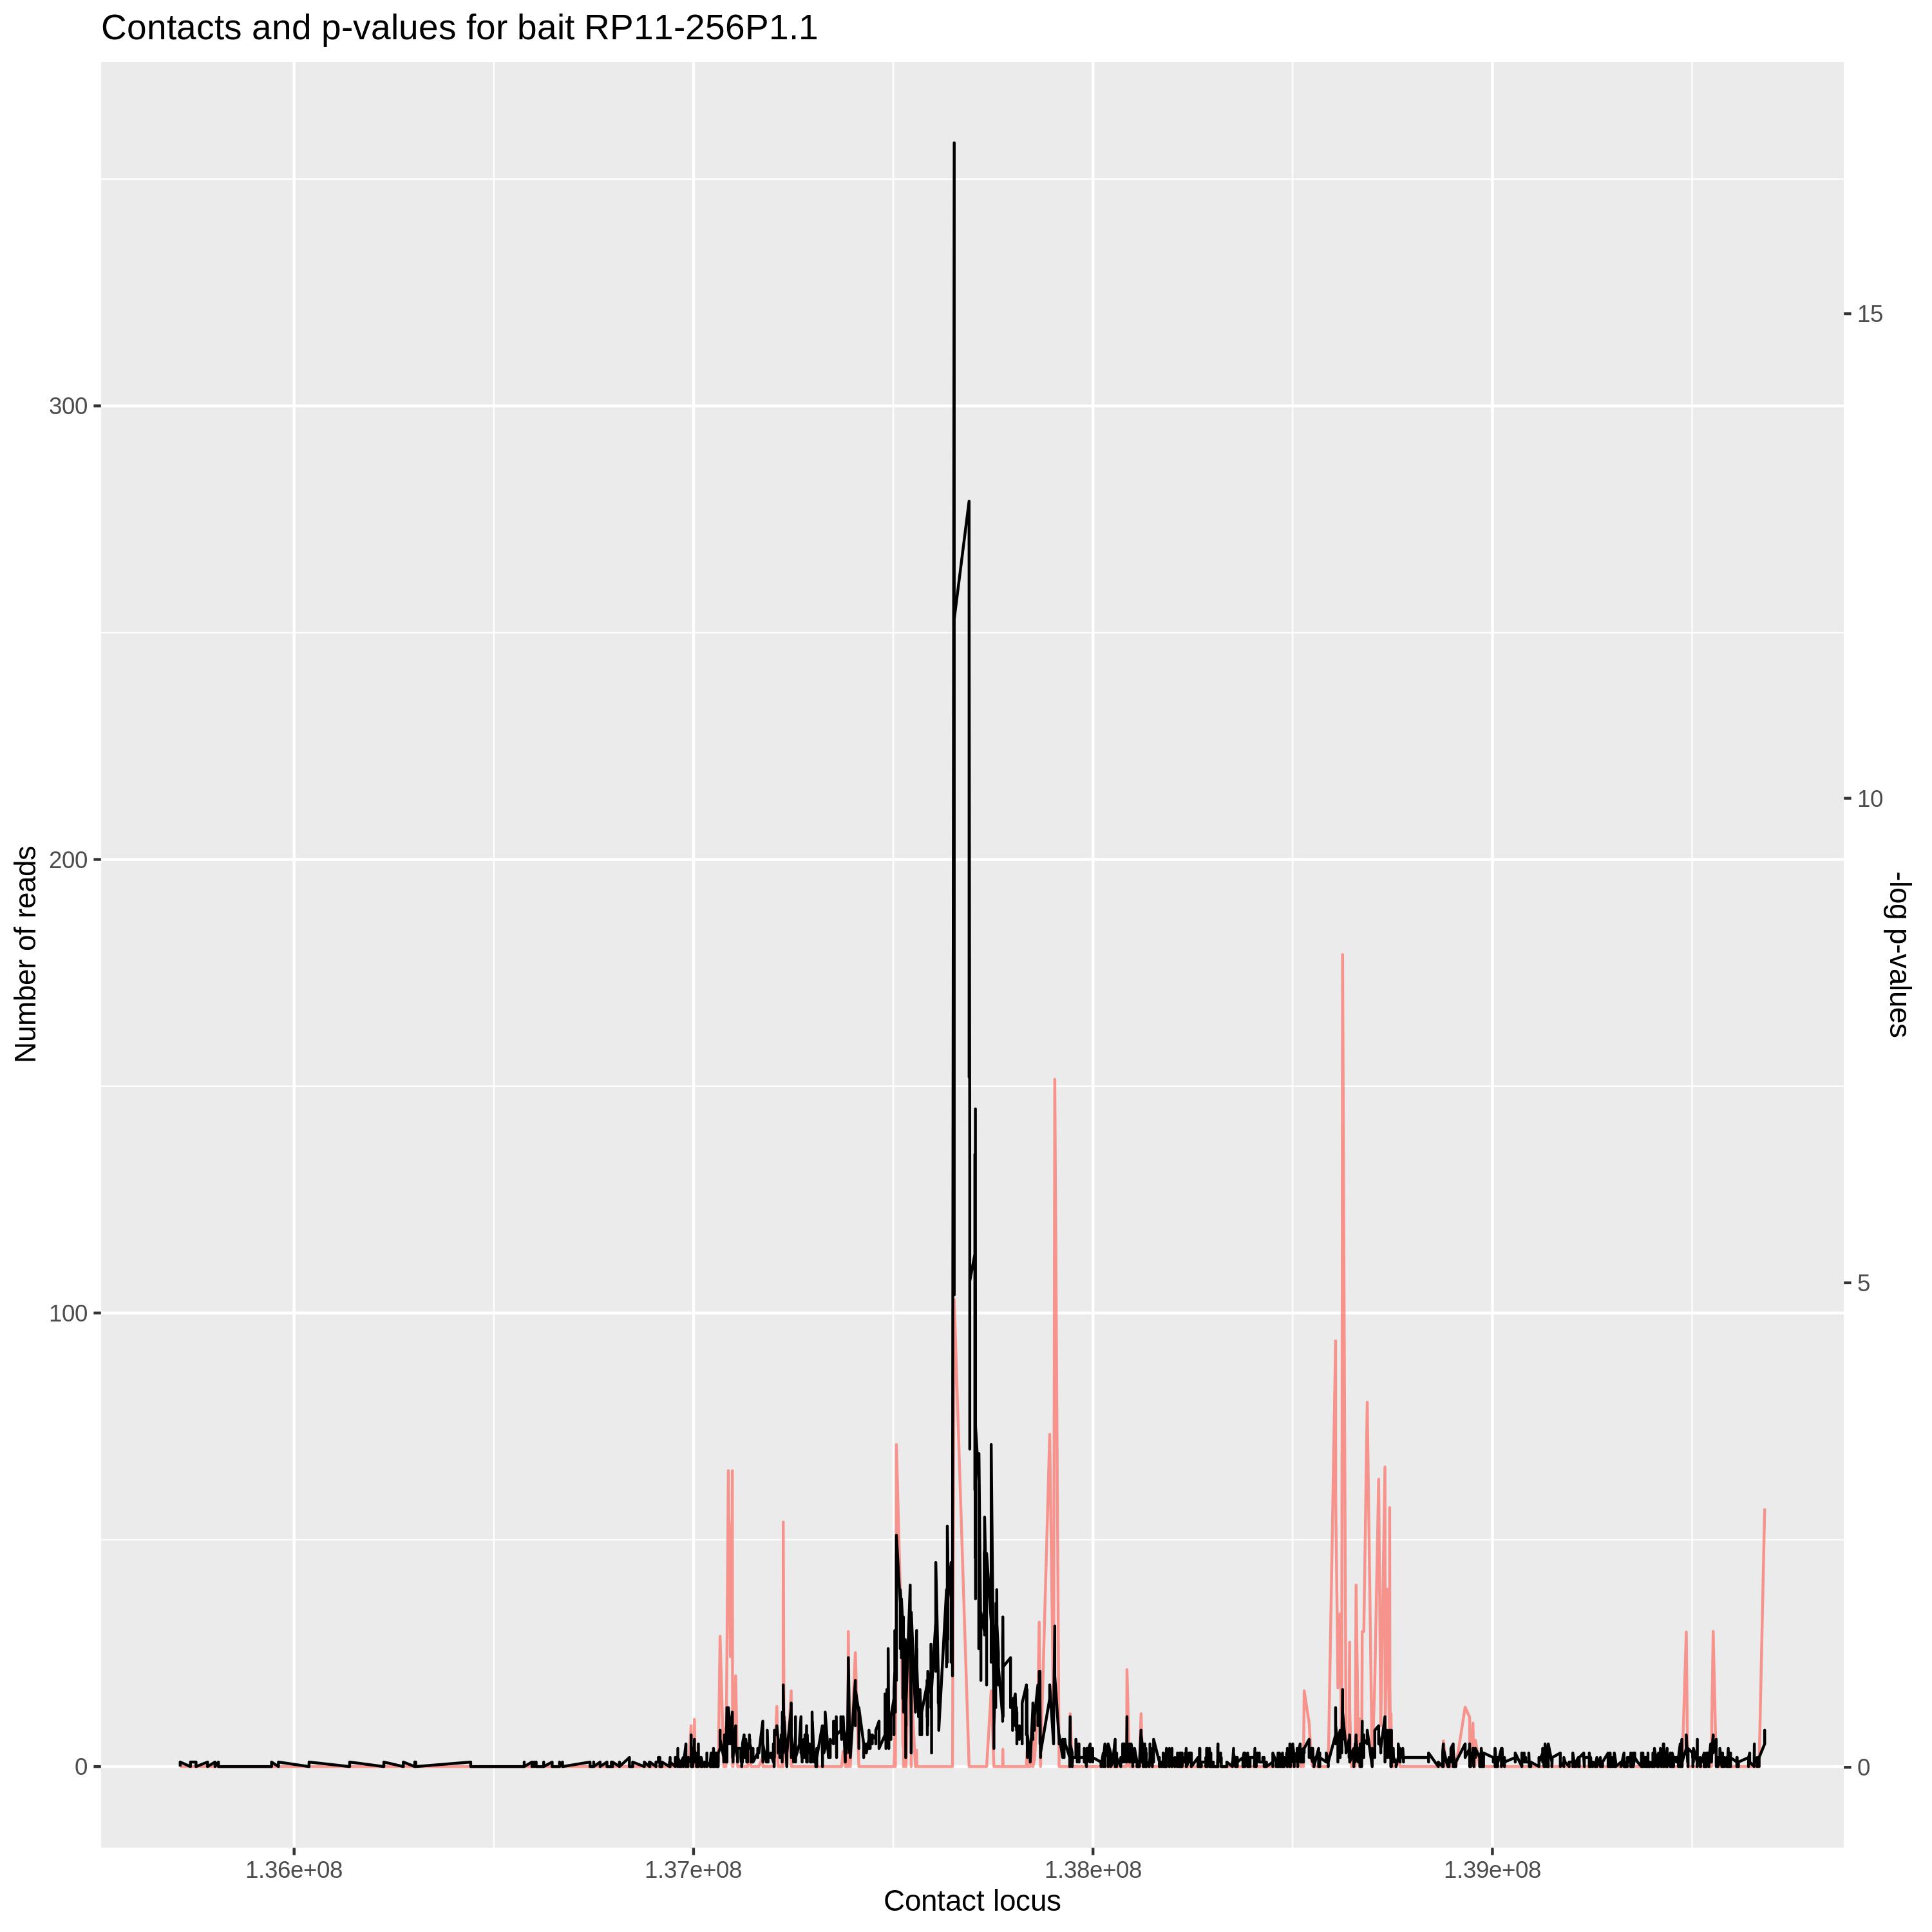 Contacts and p-values for bait RP11-256P1.1
Number of reads
300
200
100
0
15
10
5
0
-log p-values
1.36e+08
1.37e+08
1.38e+08
1.39e+08
Contact locus